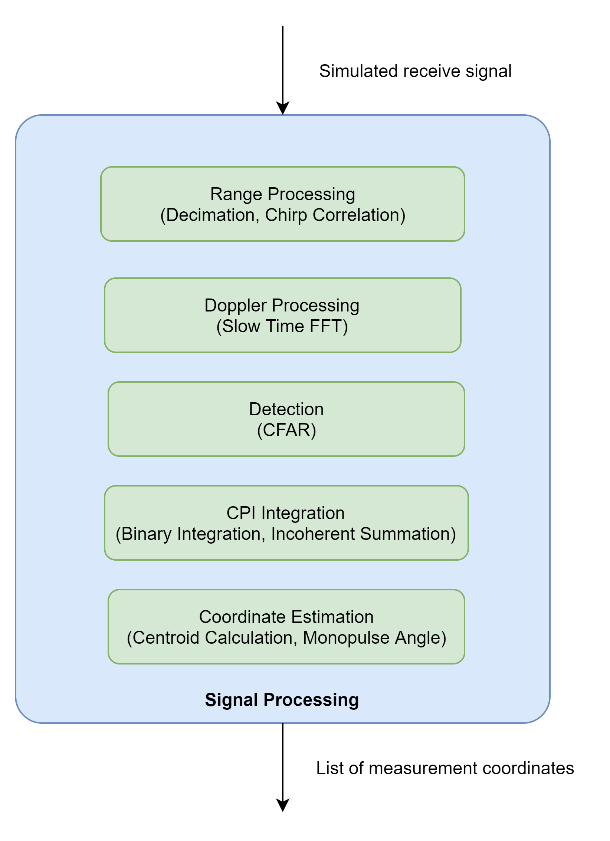 Simulated receive signal
Range Processing
(Decimation, Chirp Correlation)
Doppler Processing
(Slow Time FFT)
Detection
(CFAR)
CPI Integration
(Binary Integration, Incoherent Summation)
Coordinate Estimation
(Centroid Calculation, Monopulse Angle)
Signal Processing
List of measurement coordinates